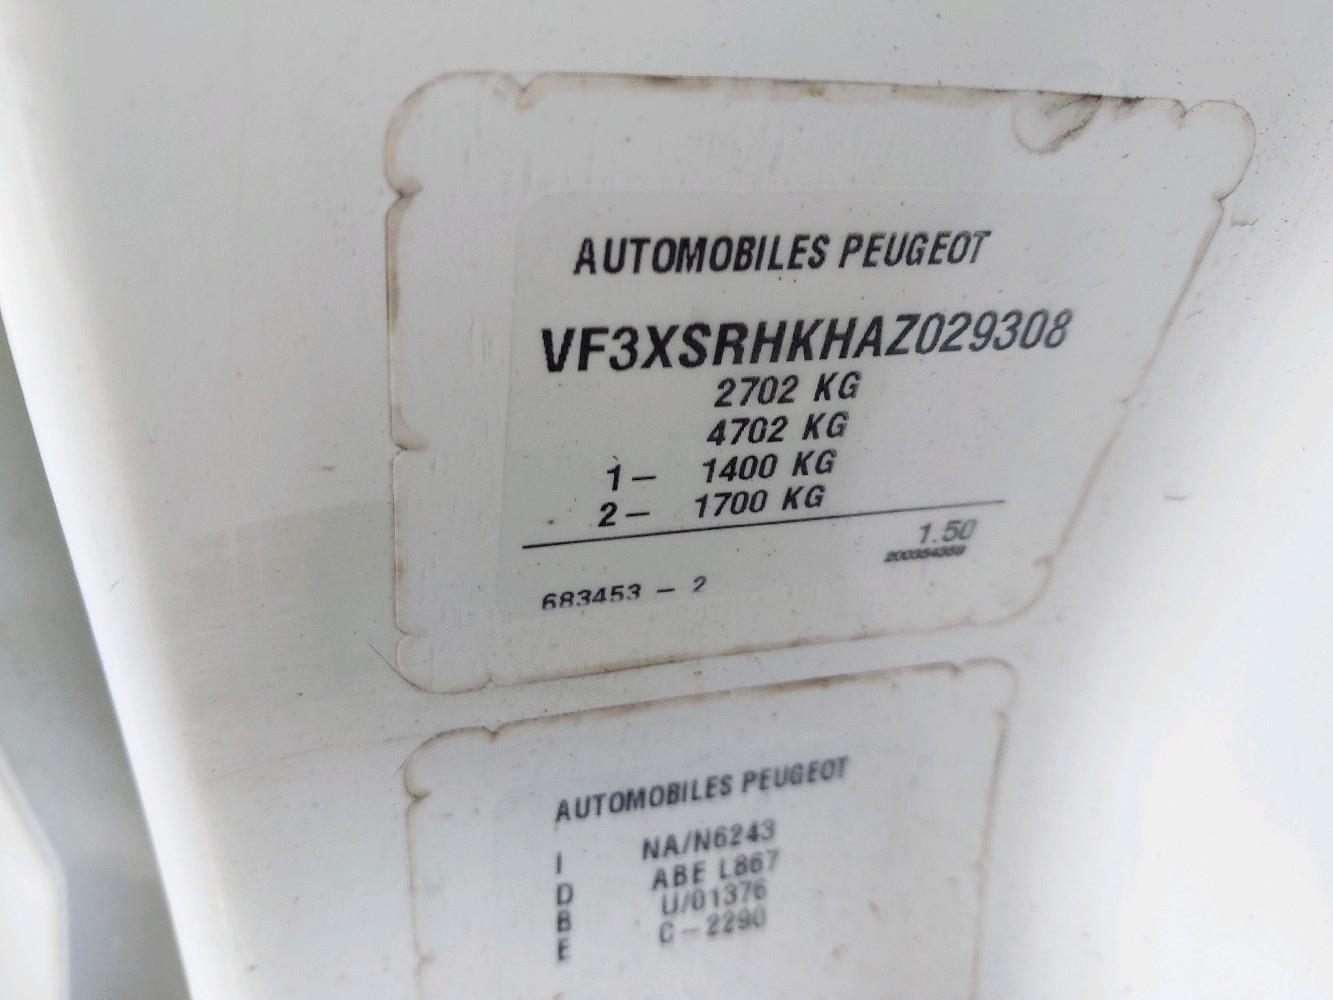 AUTOMOBILES PEUGEOT
VF3XSRHKHAZ029308
2702 KG
4702 KG
1- 1400 KG
2- 1700 KG
1.50
200354359
683453 - 2
AUTOMOBILES PEUGEOT
I NA/N6243
D ABE L867
B U/01376
E C-2290